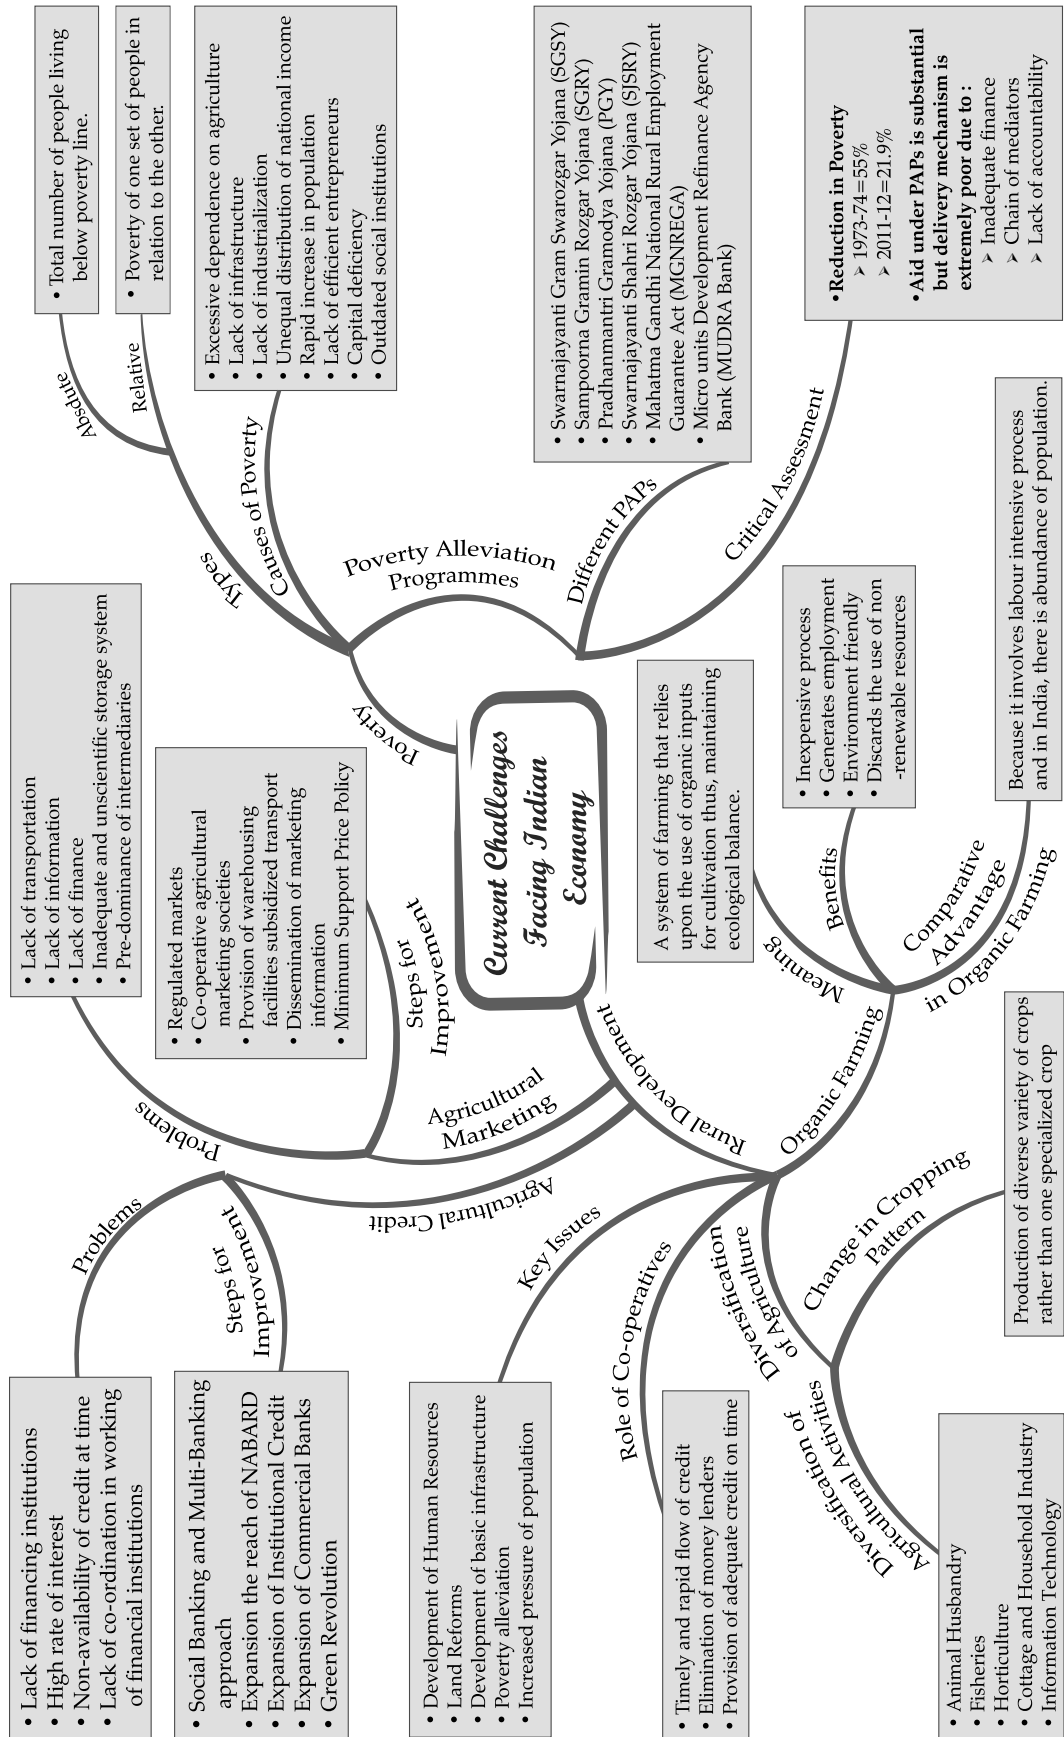 Current Challenges
Facing Indian
Economy
Poverty
Types
Absdute
• Total number of people living
below poverty line.
Relative
• Poverty of one set of people in
relation to the other.
Causes of Poverty
• Excessive dependence on agriculture
• Lack of infrastructure
• Lack of industrialization
• Unequal distribution of national income
• Rapid increase in population
• Lack of efficient entrepreneurs
• Capital deficiency
• Outdated social institutions
Poverty Alleviation
Programmes
Different PAPs
• Swarnajayanti Gram Swarozgar Yojana (SGSY)
• Sampoorna Gramin Rozgar Yojana (SGRY)
• Pradhanmantri Gramodya Yojana (PGY)
• Swarnajayanti Shahri Rozgar Yojana (SJSRY)
• Mahatma Gandhi National Rural Employment
Guarantee Act (MGNREGA)
• Micro units Development Refinance Agency
Bank (MUDRA Bank)
Critical Assessment
•Reduction in Poverty
➢ 1973-74=55%
➢ 2011-12=21.9%
•Aid under PAPs is substantial
but delivery mechanism is
extremely poor due to :
➢ Inadequate finance
➢ Chain of mediators
➢ Lack of accountability
Rural Development
Agricultural Credit
Problems
• Lack of financing institutions
• High rate of interest
• Non-availability of credit at time
• Lack of co-ordination in working
of financial institutions
Steps for
Improvement
• Social Banking and Multi-Banking
approach
• Expansion the reach of NABARD
• Expansion of Institutional Credit
• Expansion of Commercial Banks
• Green Revolution
Agricultural
Marketing
Problems
• Lack of transportation
• Lack of information
• Lack of finance
• Inadequate and unscientific storage system
• Pre-dominance of intermediaries
Steps for
Improvement
• Regulated markets
• Co-operative agricultural
marketing societies
• Provision of warehousing
facilities subsidized transport
• Dissemination of marketing
information
• Minimum Support Price Policy
Key Issues
• Development of Human Resources
• Land Reforms
• Development of basic infrastructure
• Poverty alleviation
• Increased pressure of population
Role of Co-operatives
• Timely and rapid flow of credit
• Elimination of money lenders
• Provision of adequate credit on time
Diversification
of Agriculture
Diversification of
Agricultural Activities
• Animal Husbandry
• Fisheries
• Horticulture
• Cottage and Household Industry
• Information Technology
Change in Cropping
Pattern
Production of diverse variety of crops
rather than one specialized crop
Organic Farming
Meaning
A system of farming that relies
upon the use of organic inputs
for cultivation thus, maintaining
ecological balance.
Benefits
• Inexpensive process
• Generates employment
• Environment friendly
• Discards the use of non
-renewable resources
Comparative
Advantage
in Organic Farming
Because it involves labour intensive process
and in India, there is abundance of population.